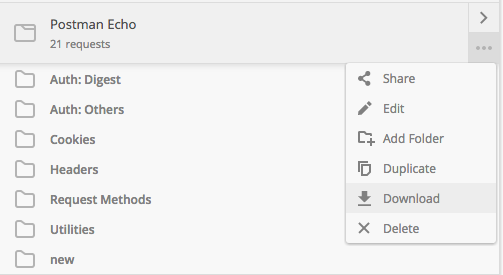 Postman Echo
21 requests
Auth: Digest
Auth: Others
Cookies
Headers
Request Methods
Utilities
new
Share
Edit
Add Folder
Duplicate
Download
Delete